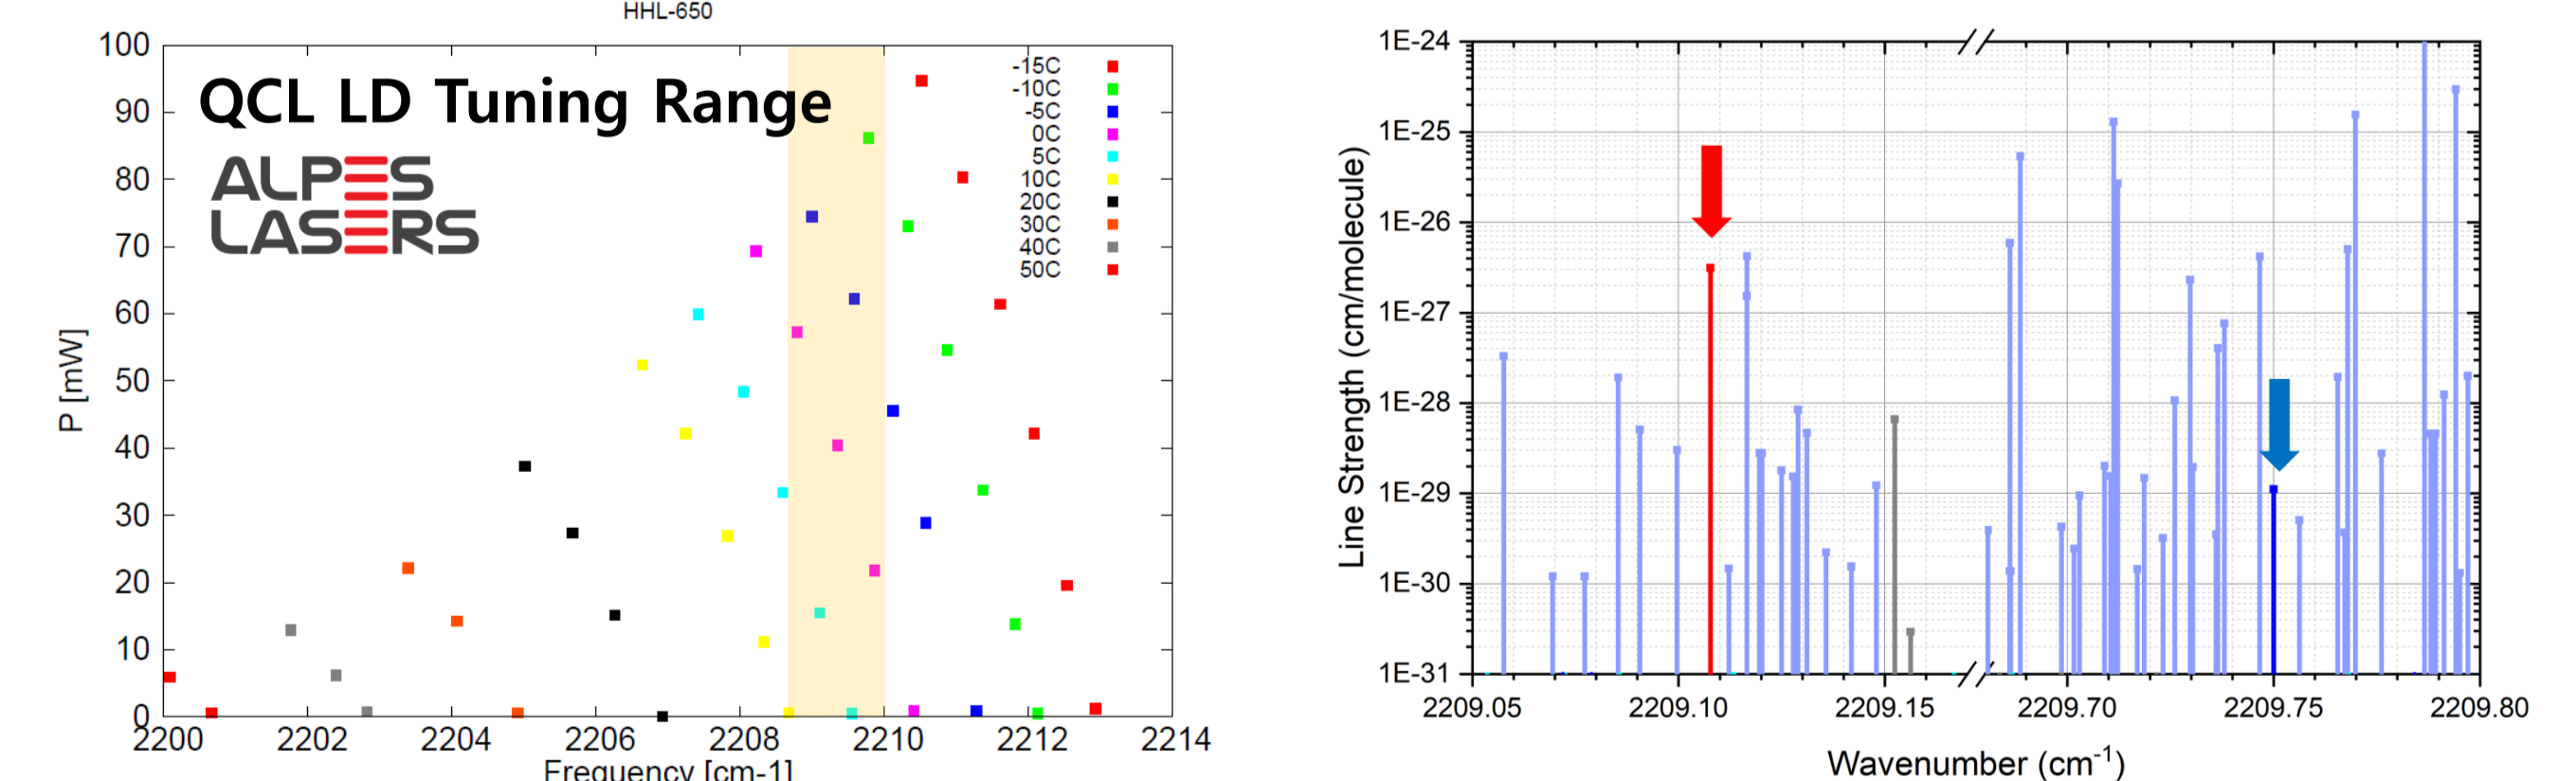 HHL-650
QCL LD Tuning Range
ALPES
LASERS
-15C
-10C
-5C
0C
5C
10C
20C
30C
40C
50C
P [mW]
100
90
80
70
60
50
40
30
20
10
0
2200 2202 2204 2206 2208 2210 2212 2214
Frequency [cm-1]
Line Strength (cm/molecule)
1E-24
1E-25
1E-26
1E-27
1E-28
1E-29
1E-30
1E-31
2209.05 2209.10 2209.15 2209.70 2209.75 2209.80
Wavenumber (cm⁻¹)